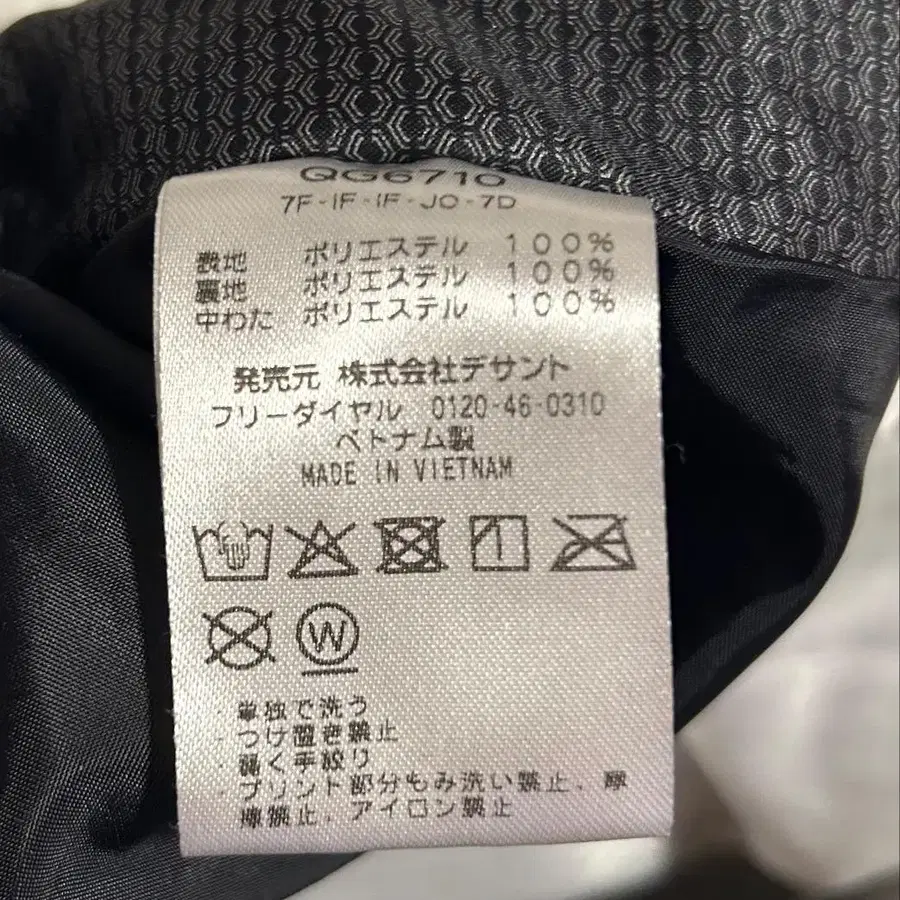 QG6710
7F-IF-IF-JO-7D
表地 ポリエステル 100%
裏地 ポリエステル 100%
中わた ポリエステル 100%
発売元 株式会社デサント
フリーダイヤル 0120-46-0310
ベトナム製
MADE IN VIETNAM
W
・単独で洗う
・つけ置き禁止
・軽く手絞り
・プリント部分もみ洗い禁止、摩
擦禁止、アイロン禁止